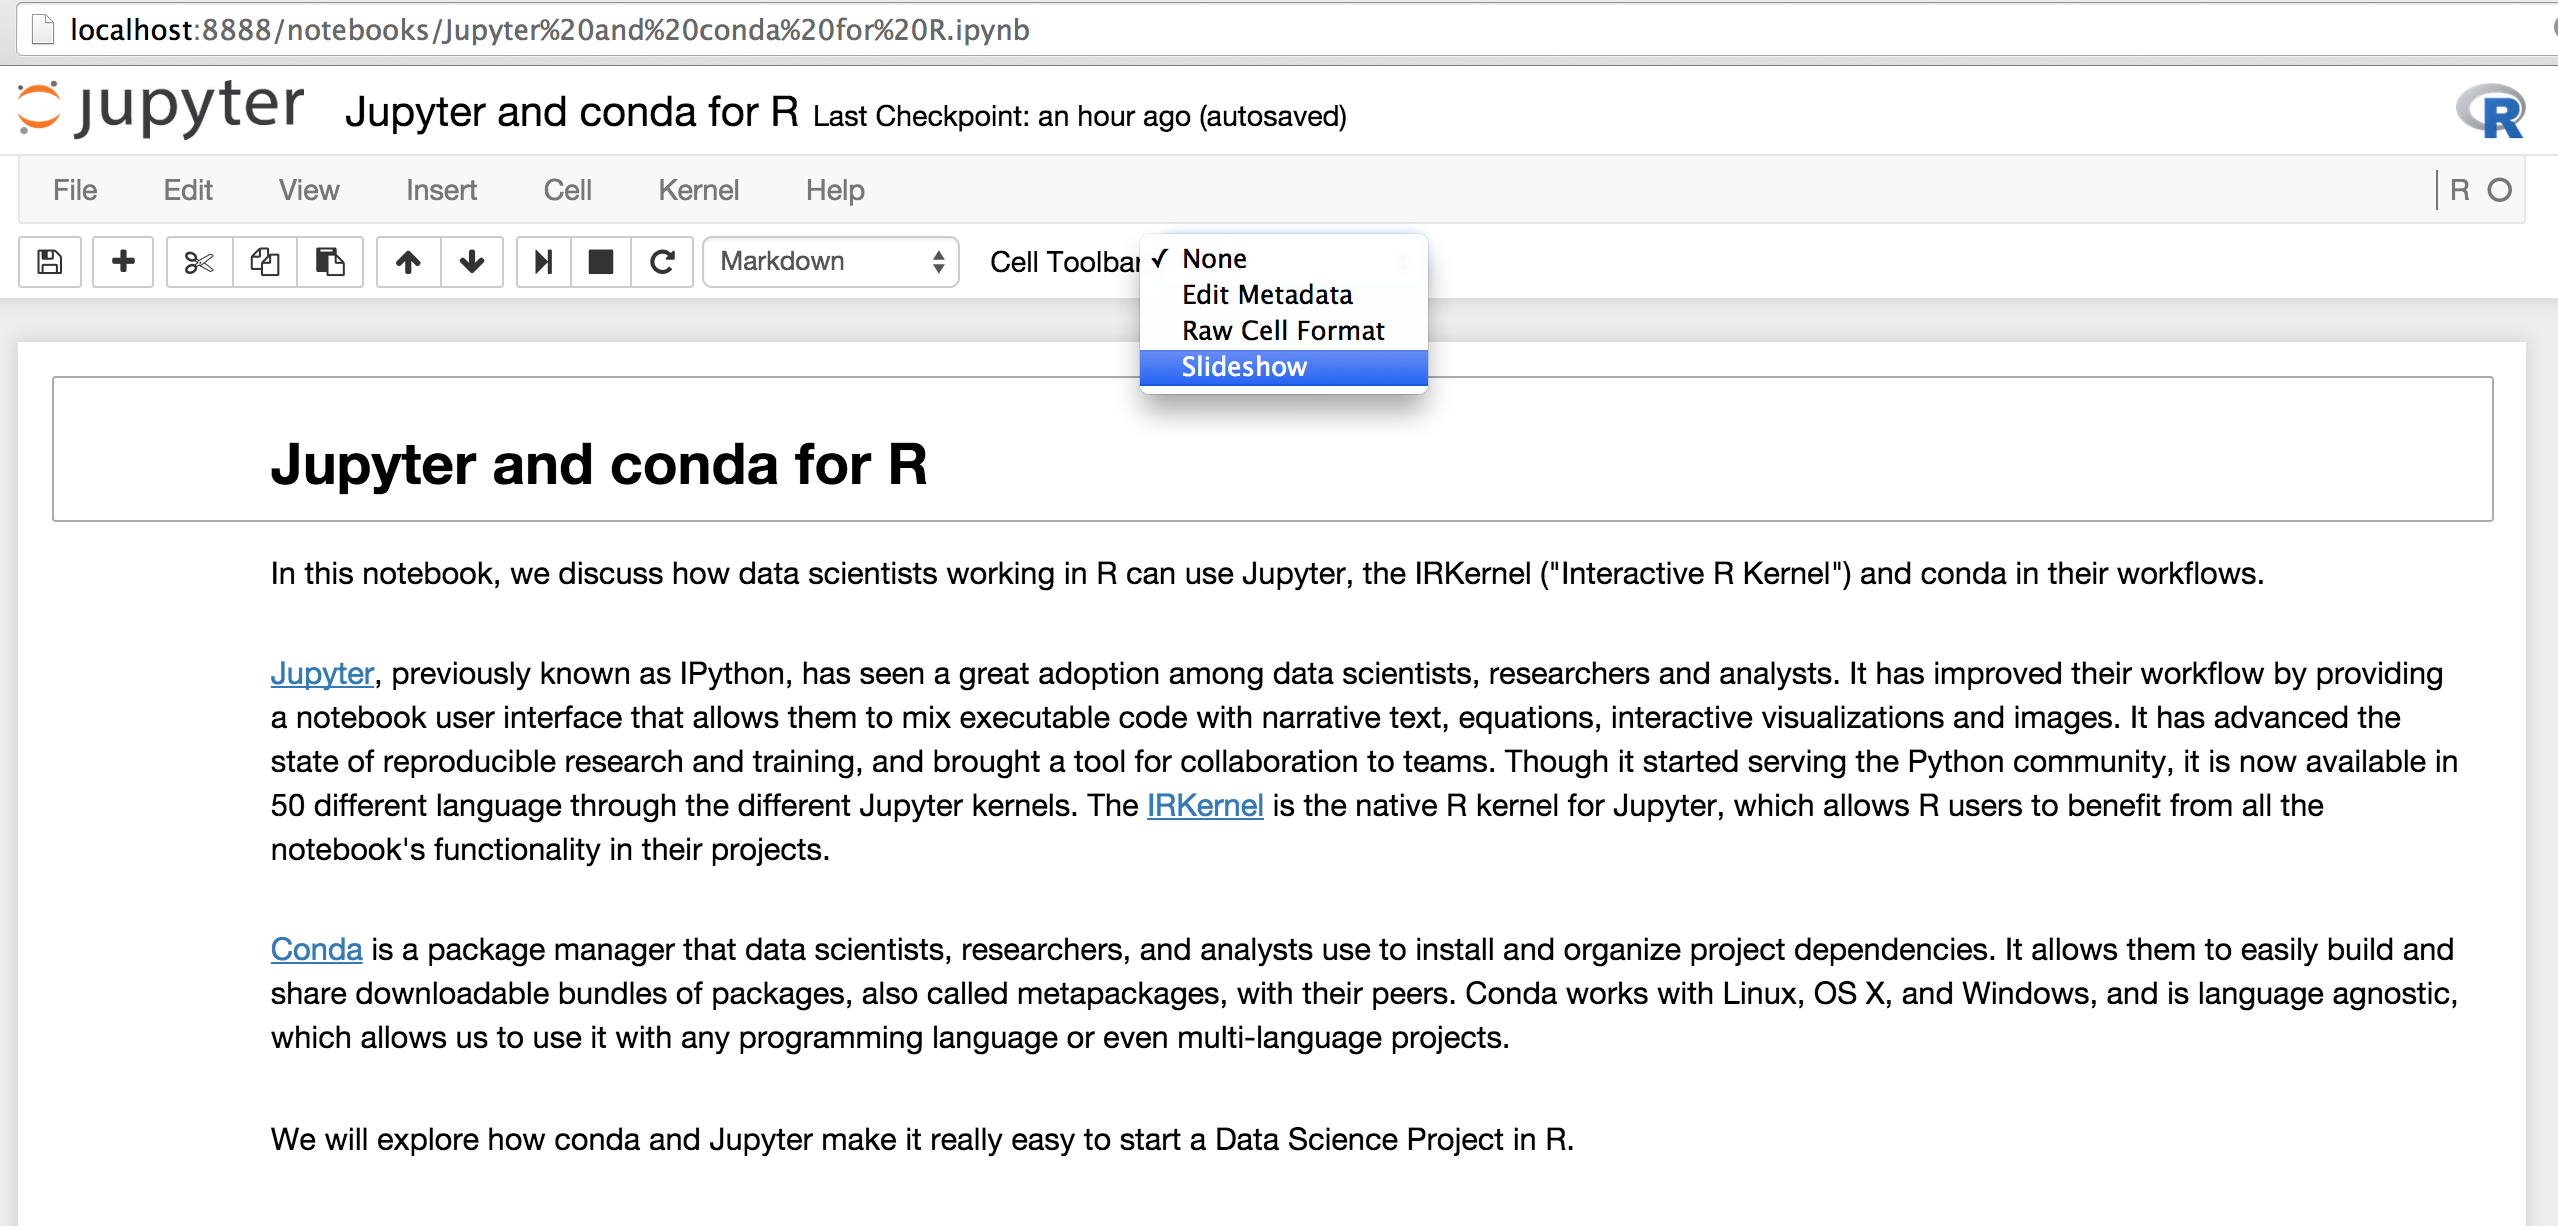 localhost:8888/notebooks/Jupyter%20and%20conda%20for%20R.ipynb
jupyter Jupyter and conda for R Last Checkpoint: an hour ago (autosaved) R
File Edit View Insert Cell Kernel Help R
Markdown Cell Toolbar ✓ None
Edit Metadata
Raw Cell Format
Slideshow
Jupyter and conda for R
In this notebook, we discuss how data scientists working in R can use Jupyter, the IRKernel ("Interactive R Kernel") and conda in their workflows.
Jupyter, previously known as IPython, has seen a great adoption among data scientists, researchers and analysts. It has improved their workflow by providing
a notebook user interface that allows them to mix executable code with narrative text, equations, interactive visualizations and images. It has advanced the
state of reproducible research and training, and brought a tool for collaboration to teams. Though it started serving the Python community, it is now available in
50 different language through the different Jupyter kernels. The IRKernel is the native R kernel for Jupyter, which allows R users to benefit from all the
notebook's functionality in their projects.
Conda is a package manager that data scientists, researchers, and analysts use to install and organize project dependencies. It allows them to easily build and
share downloadable bundles of packages, also called metapackages, with their peers. Conda works with Linux, OS X, and Windows, and is language agnostic,
which allows us to use it with any programming language or even multi-language projects.
We will explore how conda and Jupyter make it really easy to start a Data Science Project in R.